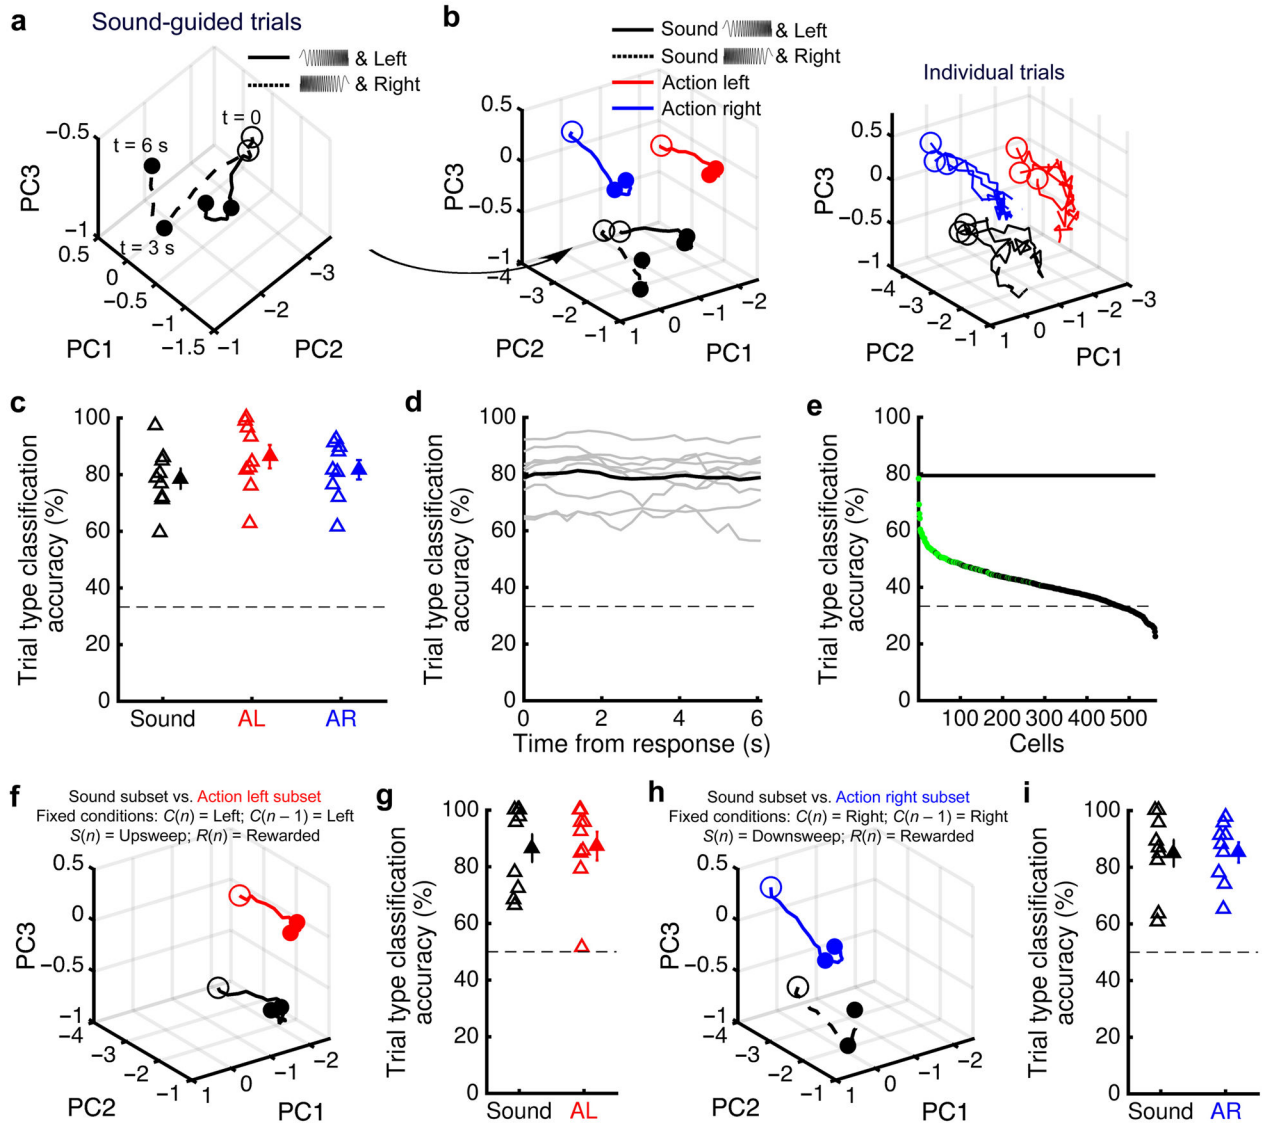 a
Sound-guided trials
& Left
& Right
t = 0
t = 6 s
t = 3 s
−0.5
−1
PC3
0.5
0
−0.5
−1
−1.5
PC1
−1
−2
−3
PC2
b
Sound & Left
Sound & Right
Action left
Action right
0.5
0
−0.5
−1
PC3
−4
−3
−2
−1
PC2
1
0
−1
−2
PC1
Individual trials
0.5
0
−0.5
−1
PC3
−4
−3
−2
−1
PC2
1
0
−1
−2
−3
PC1
c
Trial type classification
accuracy (%)
100
80
60
40
20
0
Sound
AL
AR
d
Trial type classification
accuracy (%)
100
80
60
40
20
0
0
2
4
6
Time from response (s)
e
Trial type classification
accuracy (%)
100
80
60
40
20
0
100 200 300 400 500
Cells
f
Sound subset vs. Action left subset
Fixed conditions: C(n) = Left; C(n − 1) = Left
S(n) = Upsweep; R(n) = Rewarded
0.5
0
−0.5
−1
PC3
−4
−3
−2
−1
PC2
1
0
−1
−2
PC1
g
Trial type classification
accuracy (%)
100
80
60
40
20
0
Sound
AL
h
Sound subset vs. Action right subset
Fixed conditions: C(n) = Right; C(n − 1) = Right
S(n) = Downsweep; R(n) = Rewarded
0.5
0
−0.5
−1
PC3
−4
−3
−2
−1
PC2
1
0
−1
−2
PC1
i
Trial type classification
accuracy (%)
100
80
60
40
20
0
Sound
AR